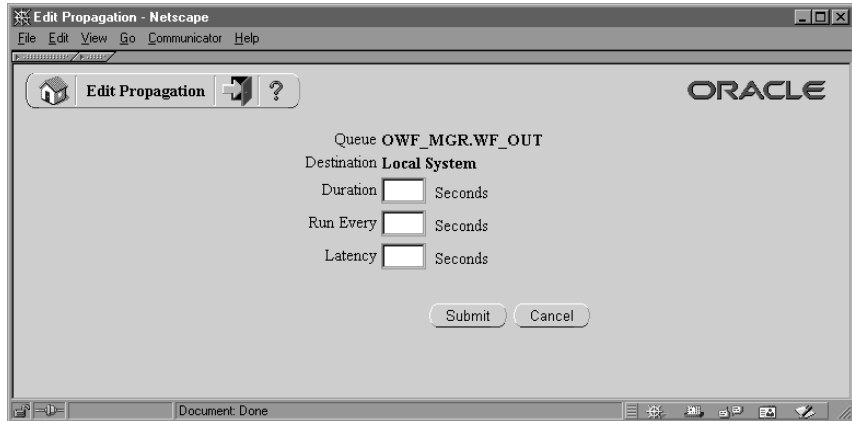 Edit Propagation - Netscape
File Edit View Go Communicator Help
Edit Propagation ?
ORACLE
Queue OWF_MGR.WF_OUT
Destination Local System
Duration Seconds
Run Every Seconds
Latency Seconds
Submit Cancel
Document: Done